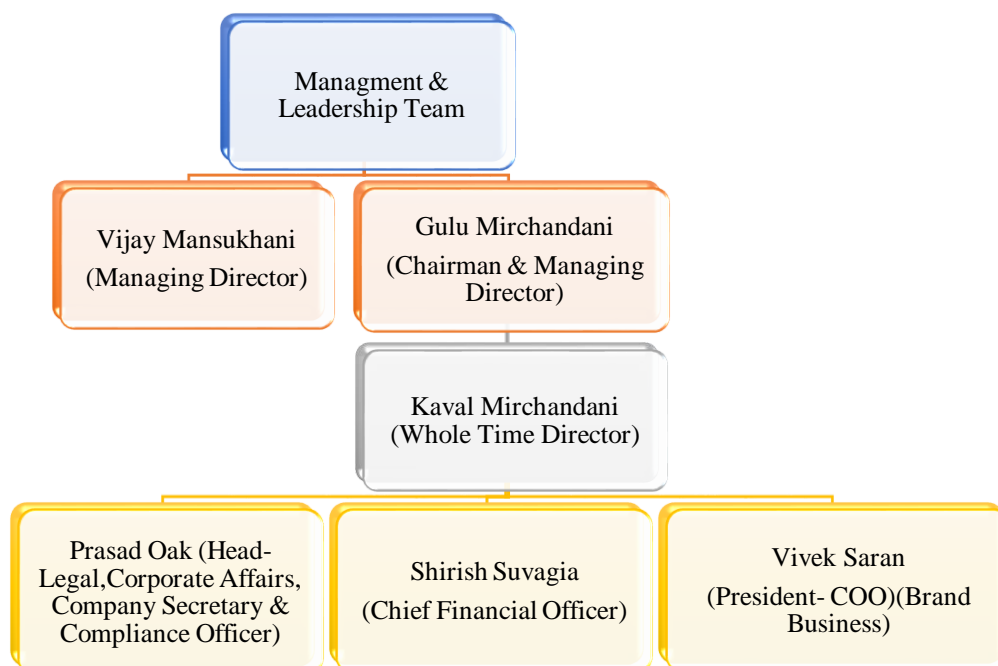 Managment &
Leadership Team
Vijay Mansukhani
(Managing Director)
Gulu Mirchandani
(Chairman & Managing
Director)
Kaval Mirchandani
(Whole Time Director)
Prasad Oak (Head-
Legal,Corporate Affairs,
Company Secretary &
Compliance Officer)
Shirish Suvagia
(Chief Financial Officer)
Vivek Saran
(President- COO)(Brand
Business)